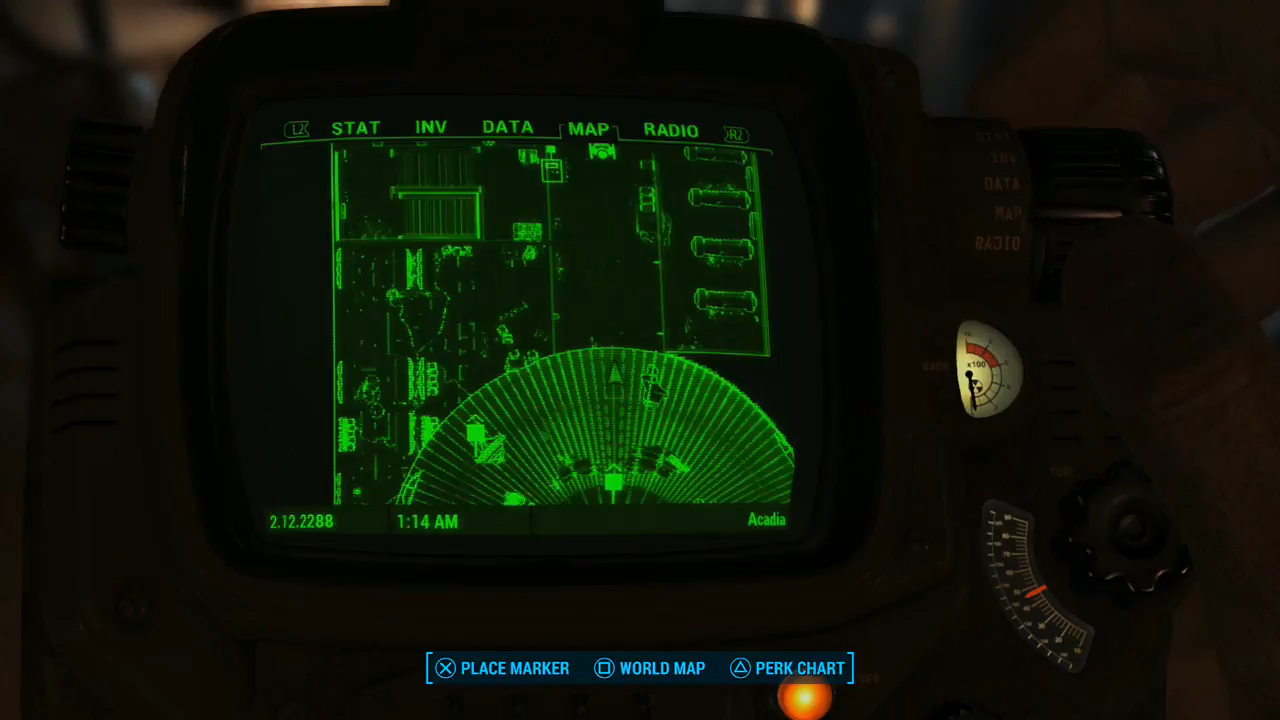 L2 STAT INV DATA MAP RADIO R2
STAT
INV
DATA
MAP
RADIO
x100
RADS
2.12.2288 1:14 AM Acadia
PLACE MARKER WORLD MAP PERK CHART